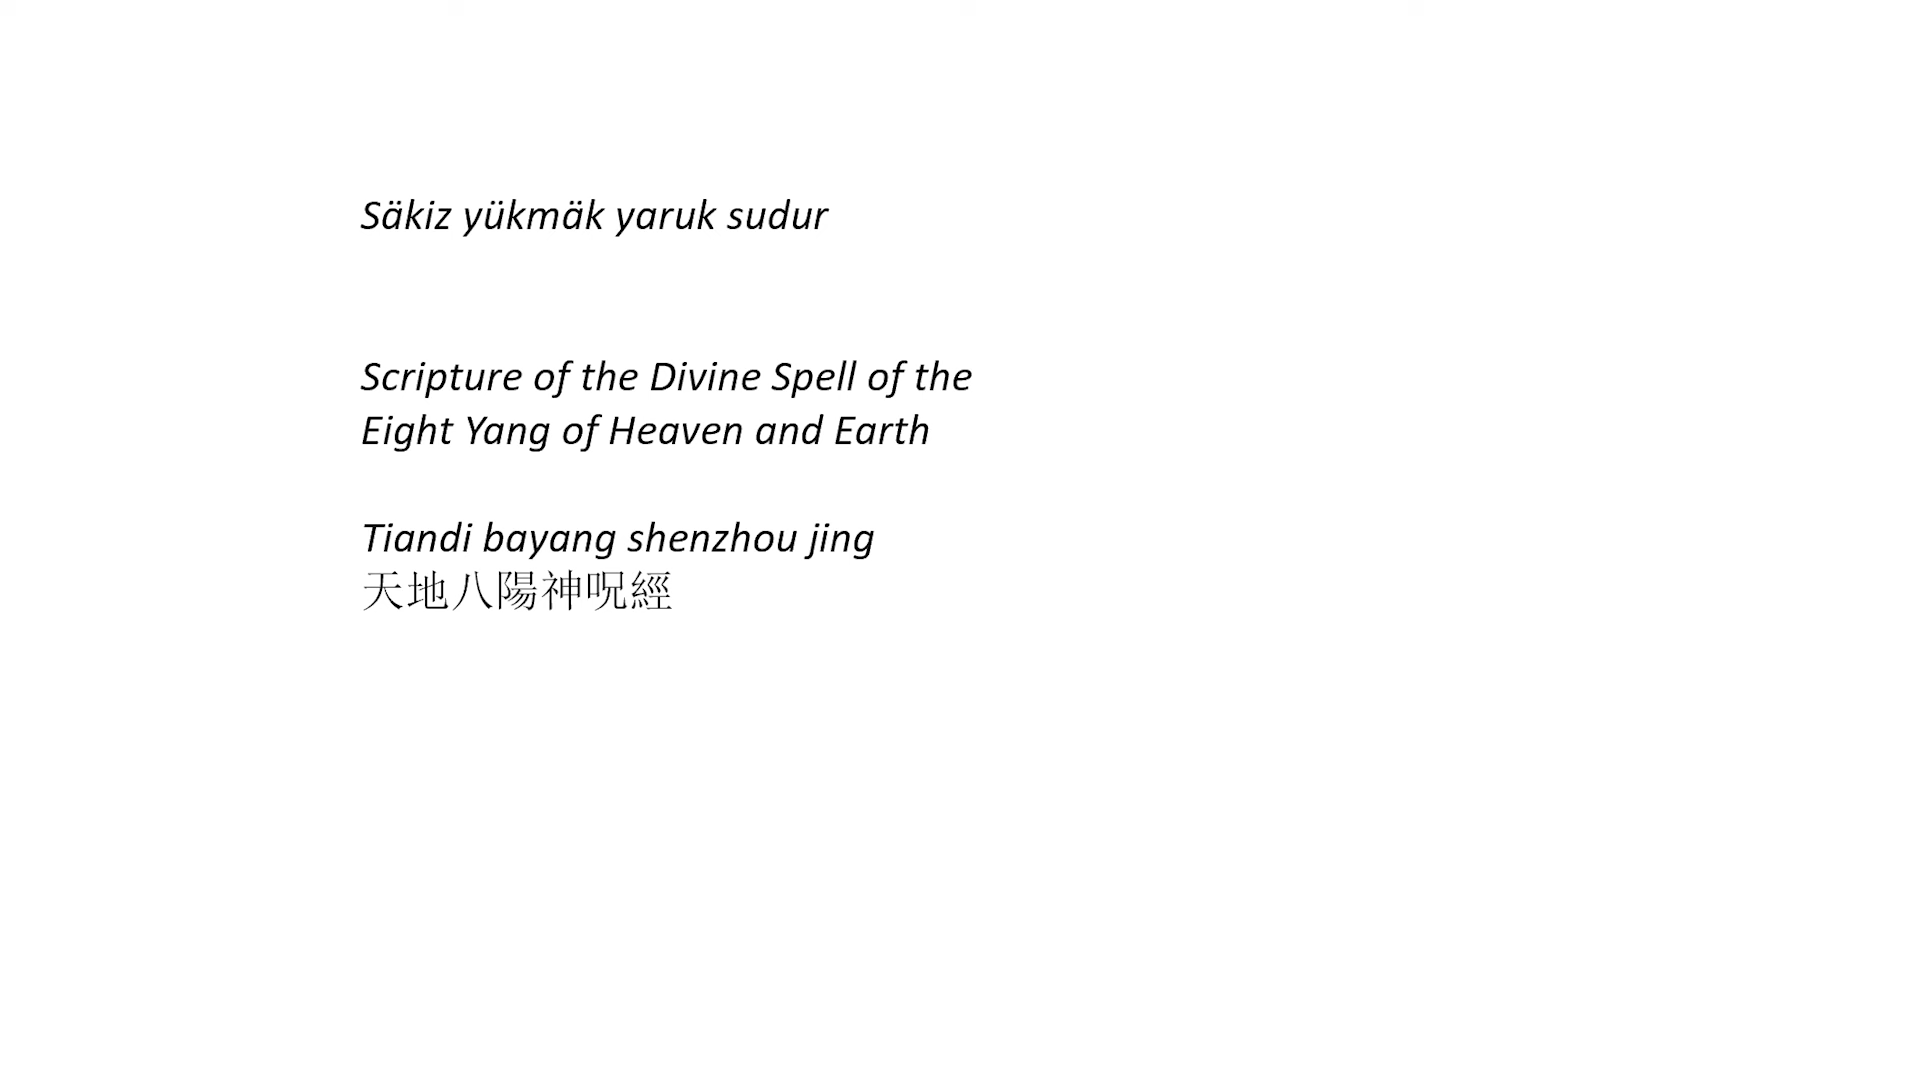 Säkiz yükmäk yaruk sudur
Scripture of the Divine Spell of the
Eight Yang of Heaven and Earth
Tiandi bayang shenzhou jing
天地八陽神呪經